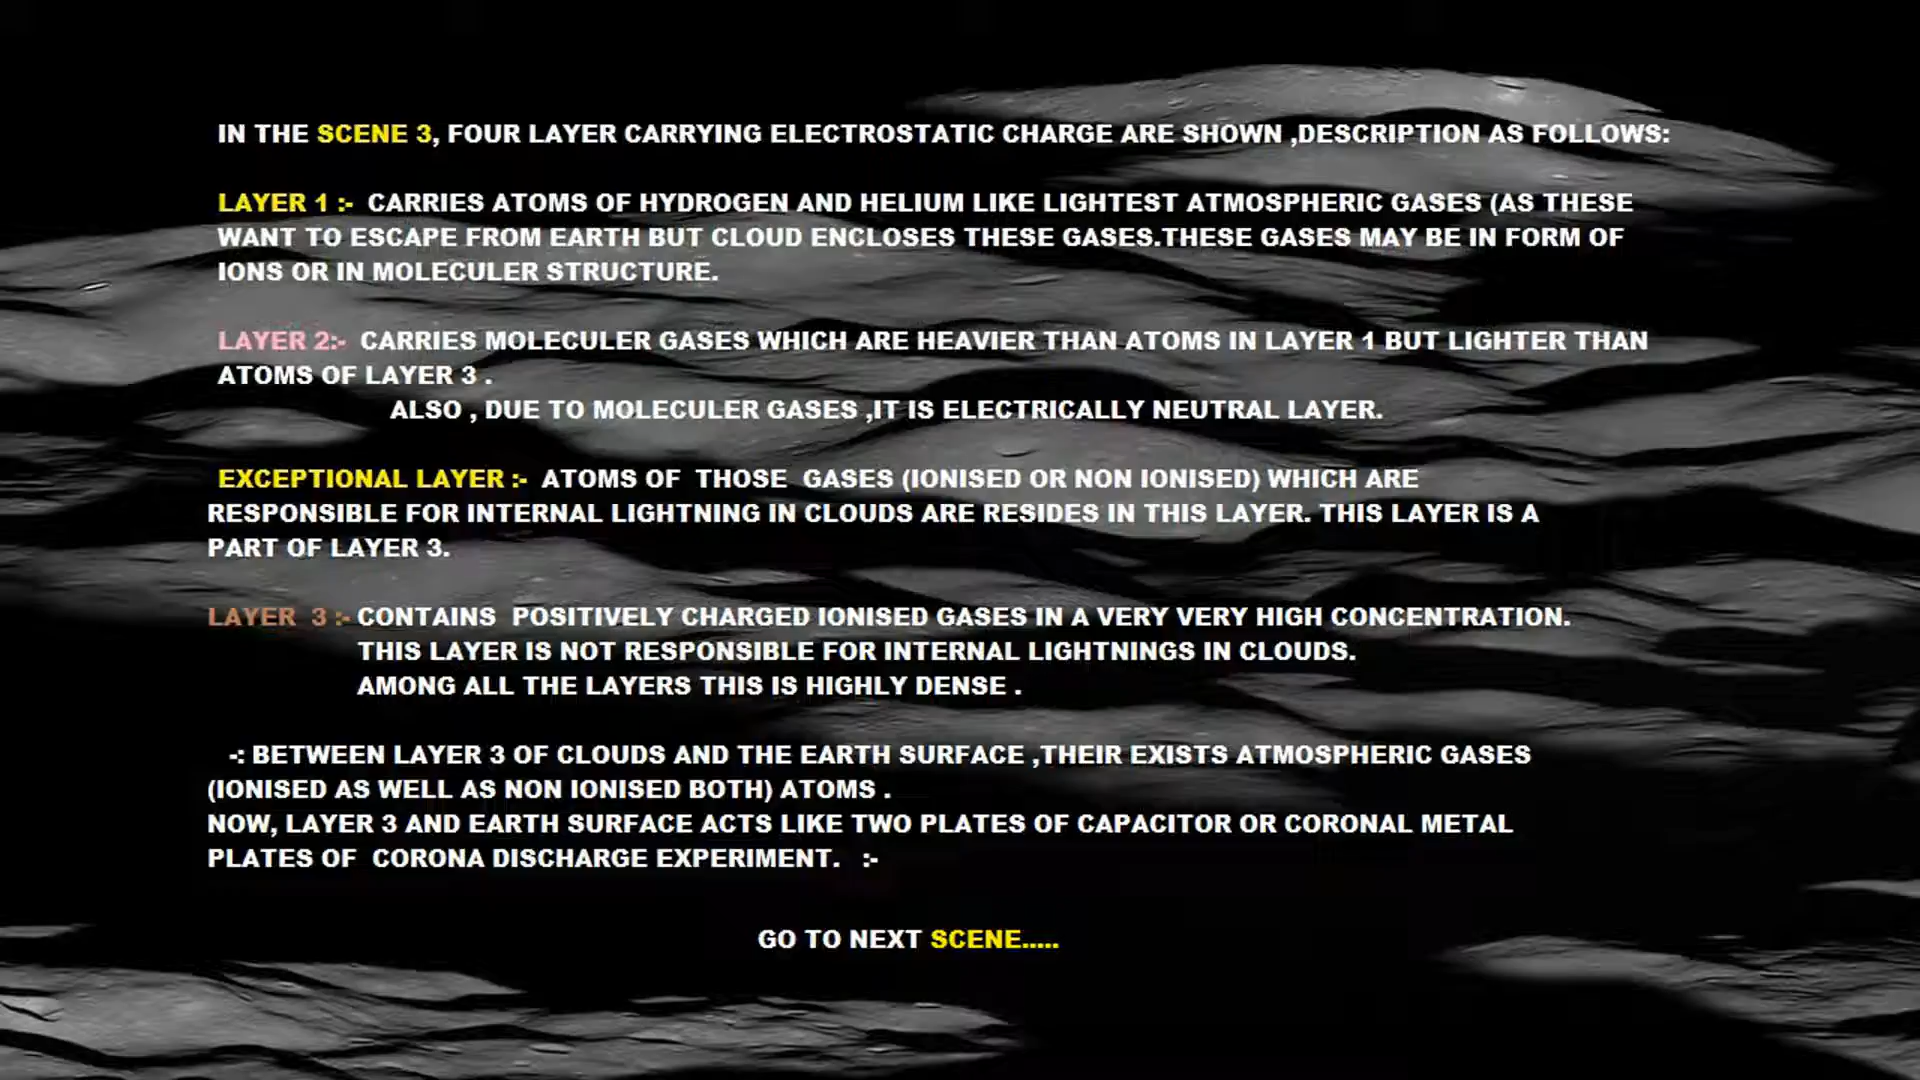 IN THE SCENE 3, FOUR LAYER CARRYING ELECTROSTATIC CHARGE ARE SHOWN ,DESCRIPTION AS FOLLOWS:
LAYER 1 :- CARRIES ATOMS OF HYDROGEN AND HELIUM LIKE LIGHTEST ATMOSPHERIC GASES (AS THESE
WANT TO ESCAPE FROM EARTH BUT CLOUD ENCLOSES THESE GASES.THESE GASES MAY BE IN FORM OF
IONS OR IN MOLECULER STRUCTURE.
LAYER 2:- CARRIES MOLECULER GASES WHICH ARE HEAVIER THAN ATOMS IN LAYER 1 BUT LIGHTER THAN
ATOMS OF LAYER 3 .
ALSO , DUE TO MOLECULER GASES ,IT IS ELECTRICALLY NEUTRAL LAYER.
EXCEPTIONAL LAYER :- ATOMS OF THOSE GASES (IONISED OR NON IONISED) WHICH ARE
RESPONSIBLE FOR INTERNAL LIGHTNING IN CLOUDS ARE RESIDES IN THIS LAYER. THIS LAYER IS A
PART OF LAYER 3.
LAYER 3 :- CONTAINS POSITIVELY CHARGED IONISED GASES IN A VERY VERY HIGH CONCENTRATION.
THIS LAYER IS NOT RESPONSIBLE FOR INTERNAL LIGHTNINGS IN CLOUDS.
AMONG ALL THE LAYERS THIS IS HIGHLY DENSE .
-: BETWEEN LAYER 3 OF CLOUDS AND THE EARTH SURFACE ,THEIR EXISTS ATMOSPHERIC GASES
(IONISED AS WELL AS NON IONISED BOTH) ATOMS .
NOW, LAYER 3 AND EARTH SURFACE ACTS LIKE TWO PLATES OF CAPACITOR OR CORONAL METAL
PLATES OF CORONA DISCHARGE EXPERIMENT. :-
GO TO NEXT SCENE.....